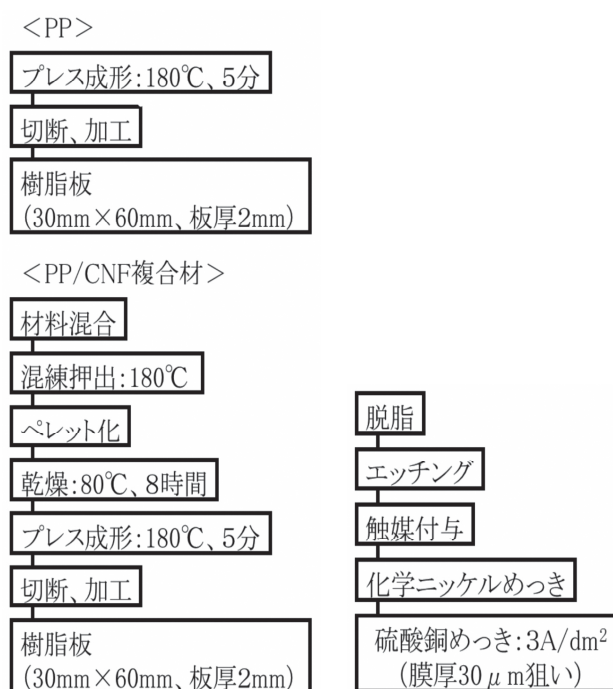 ＜PP＞
プレス成形:180℃、5分
切断、加工
樹脂板
(30mm×60mm、板厚2mm)
＜PP/CNF複合材＞
材料混合
混練押出:180℃
ペレット化
乾燥:80℃、8時間
プレス成形:180℃、5分
切断、加工
樹脂板
(30mm×60mm、板厚2mm)
脱脂
エッチング
触媒付与
化学ニッケルめっき
硫酸銅めっき:3A/dm²
(膜厚30μm狙い)